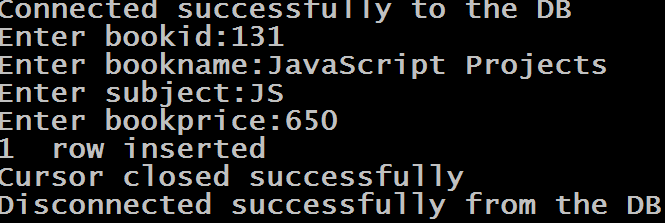 Connected successfully to the DB
Enter bookid:131
Enter bookname:JavaScript Projects
Enter subject:JS
Enter bookprice:650
1  row inserted
Cursor closed successfully
Disconnected successfully from the DB